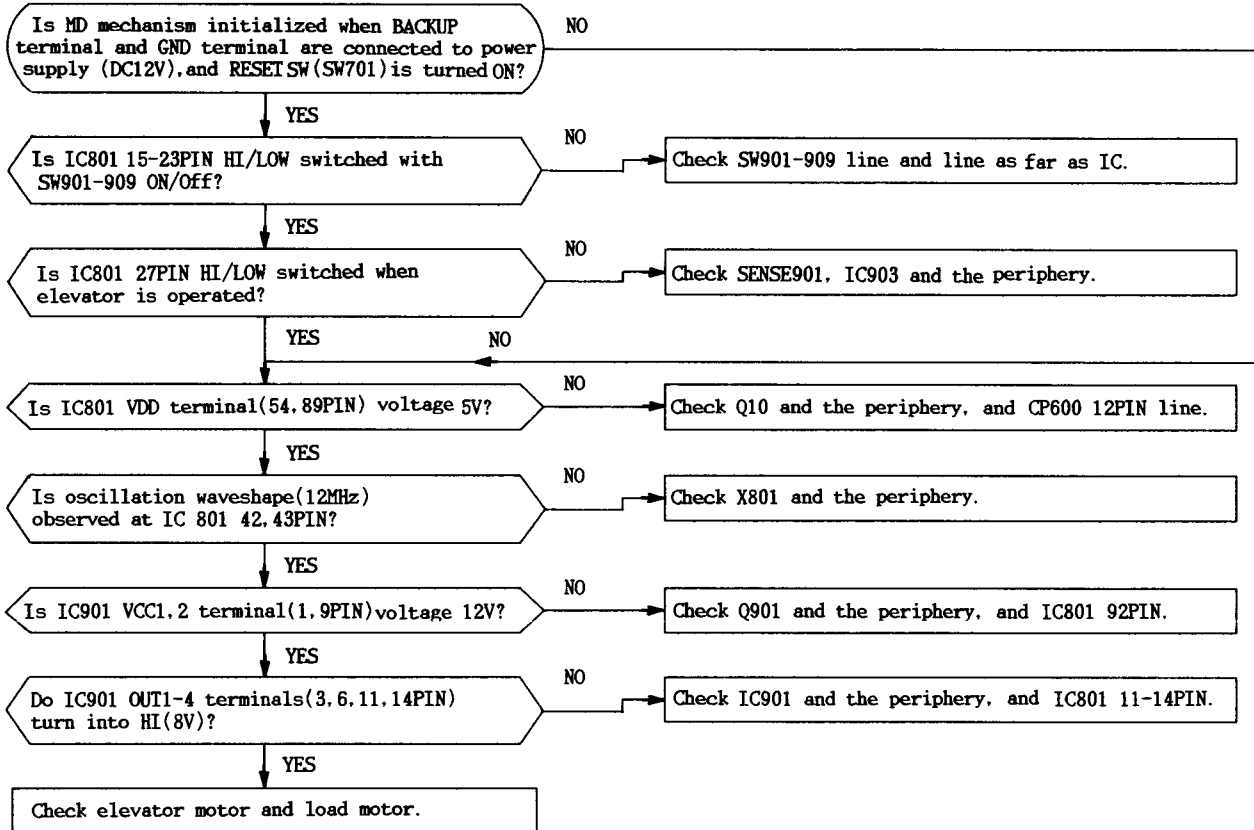 Is MD mechanism initialized when BACKUP
terminal and GND terminal are connected to power
supply (DC12V),and RESET SW(SW701)is turned ON?
NO
YES
Is IC801 15-23PIN HI/LOW switched with
SW901-909 ON/Off?
NO
Check SW901-909 line and line as far as IC.
YES
Is IC801 27PIN HI/LOW switched when
elevator is operated?
NO
Check SENSE901, IC903 and the periphery.
YES
NO
Is IC801 VDD terminal(54,89PIN) voltage 5V?
NO
Check Q10 and the periphery, and CP600 12PIN line.
YES
Is oscillation waveshape(12MHz)
observed at IC 801 42,43PIN?
NO
Check X801 and the periphery.
YES
Is IC901 VCC1,2 terminal(1,9PIN)voltage 12V?
NO
Check Q901 and the periphery, and IC801 92PIN.
YES
Do IC901 OUT1-4 terminals(3,6,11,14PIN)
turn into HI(8V)?
NO
Check IC901 and the periphery, and IC801 11-14PIN.
YES
Check elevator motor and load motor.